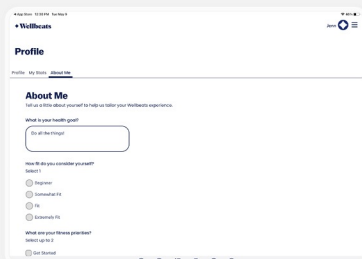 App Store 12:33 PM Tue May 9
Wellbeats
Jenn
Profile
Profile My Stats About Me
About Me
Tell us a little about yourself to help us tailor your Wellbeats experience.
What is your health goal?
Do all the things!
How fit do you consider yourself?
Select 1
Beginner
Somewhat Fit
Fit
Extremely Fit
What are your fitness priorities?
Select up to 3
Get Started